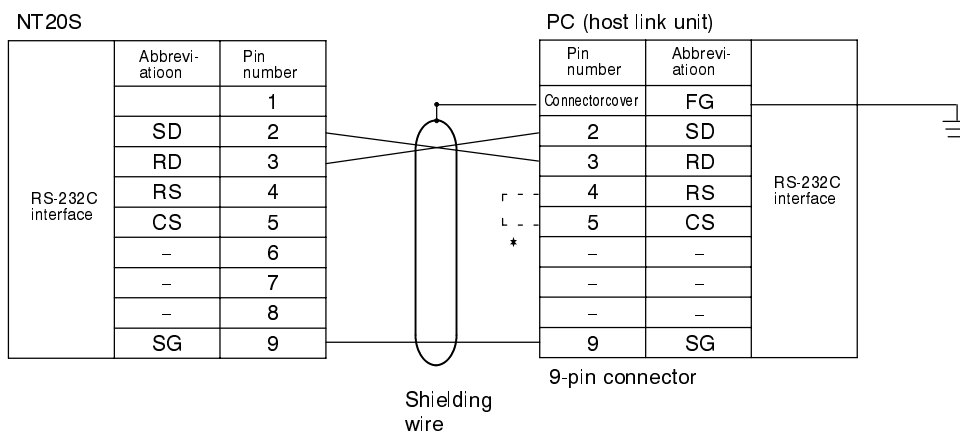 NT20S
PC (host link unit)
Abbrevi-
atioon
Pin
number
Pin
number
Abbrevi-
atioon
1
Connectorcover
FG
SD
2
2
SD
RD
3
3
RD
RS
4
4
RS
RS-232C
interface
RS-232C
interface
CS
5
5
CS
*
–
6
–
–
–
7
–
–
–
8
–
–
SG
9
9
SG
9-pin connector
Shielding
wire